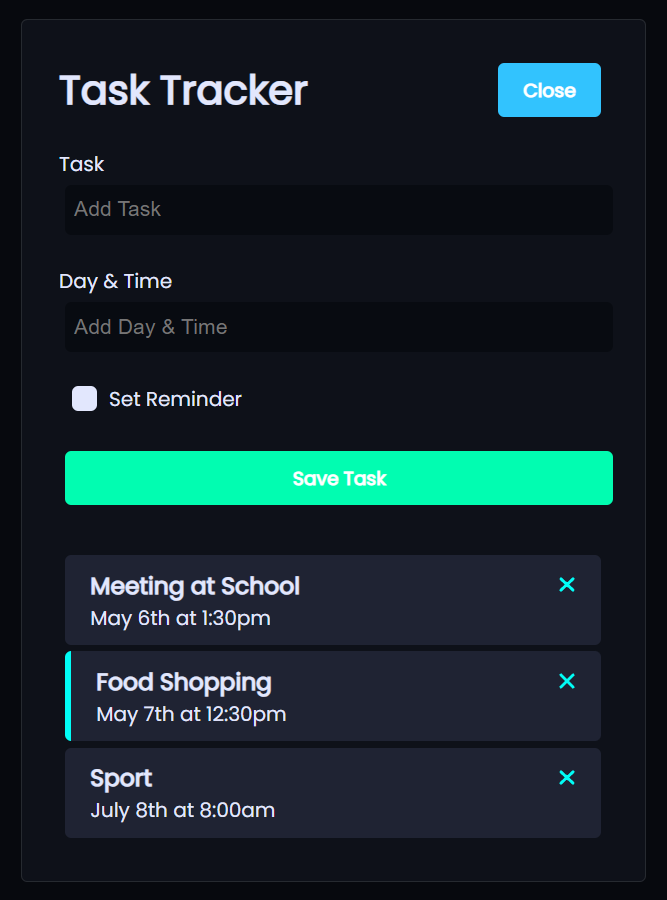 Task Tracker
Close
Task
Add Task
Day & Time
Add Day & Time
Set Reminder
Save Task
Meeting at School
May 6th at 1:30pm
Food Shopping
May 7th at 12:30pm
Sport
July 8th at 8:00am